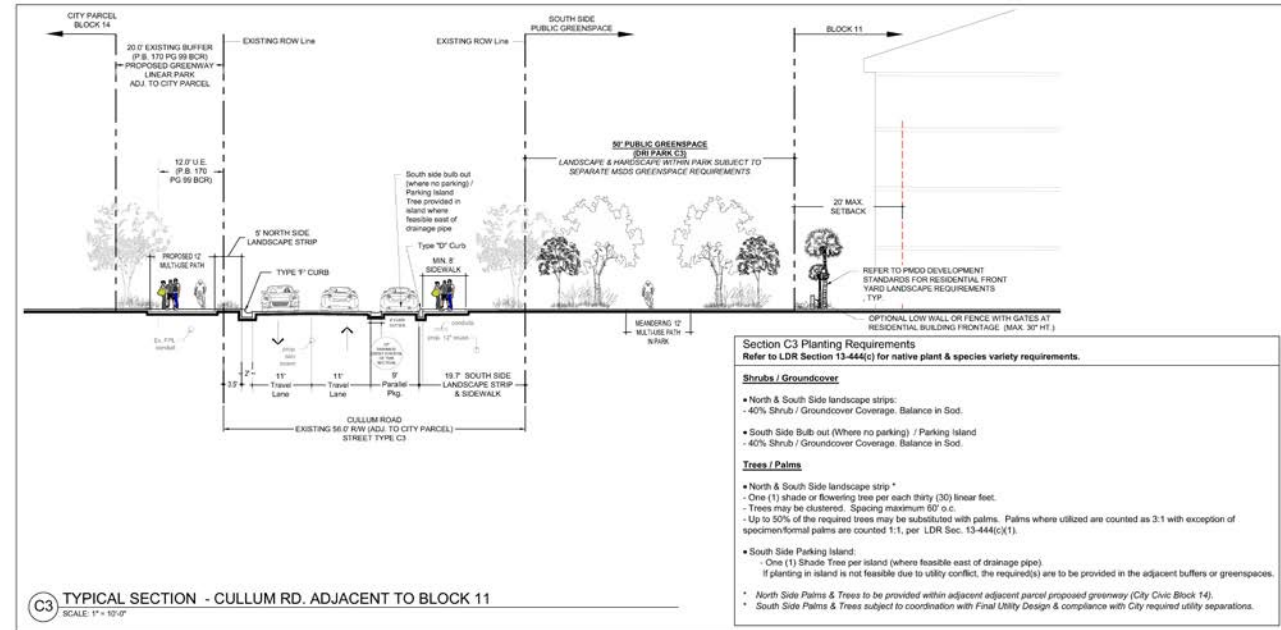 CITY PARCEL
BLOCK 14
20.0' EXISTING BUFFER
(P.B. 170 PG 99 BCR)
PROPOSED GREENWAY
LINEAR PARK
ADJ. TO CITY PARCEL
EXISTING ROW Line
EXISTING ROW Line
SOUTH SIDE
PUBLIC GREENSPACE
BLOCK 11
12.0' U.E.
(P.B. 170
PG 99 BCR)
50' PUBLIC GREENSPACE
(DRI PARK C3)
LANDSCAPE & HARDSCAPE WITHIN PARK SUBJECT TO
SEPARATE MSDS GREENSPACE REQUIREMENTS
South side bulb out
(where no parking) /
Parking Island
Tree provided in
island where
feasible east of
drainage pipe
20' MAX.
SETBACK
5' NORTH SIDE
LANDSCAPE STRIP
PROPOSED 12'
MULTI-USE PATH
TYPE 'F' CURB
Type "D" Curb
MIN. 8'
SIDEWALK
REFER TO PMDD DEVELOPMENT
STANDARDS FOR RESIDENTIAL FRONT
YARD LANDSCAPE REQUIREMENTS
, TYP.
OPTIONAL LOW WALL OR FENCE WITH GATES AT
RESIDENTIAL BUILDING FRONTAGE (MAX. 30" HT.)
MEANDERING 12'
MULTI-USE PATH
IN PARK
Ex. FPL
conduit
conduits
prop. 12" water
3.5'
2'
11'
Travel
Lane
11'
Travel
Lane
9'
Parallel
Pkg.
19.7' SOUTH SIDE
LANDSCAPE STRIP
& SIDEWALK
CULLUM ROAD
EXISTING 56.0' R/W (ADJ. TO CITY PARCEL)
STREET TYPE C3
Section C3 Planting Requirements
Refer to LDR Section 13-444(c) for native plant & species variety requirements.
Shrubs / Groundcover
• North & South Side landscape strips:
- 40% Shrub / Groundcover Coverage. Balance in Sod.
• South Side Bulb out (Where no parking) / Parking Island
- 40% Shrub / Groundcover Coverage. Balance in Sod.
Trees / Palms
• North & South Side landscape strip *
- One (1) shade or flowering tree per each thirty (30) linear feet.
- Trees may be clustered. Spacing maximum 60' o.c.
- Up to 50% of the required trees may be substituted with palms. Palms where utilized are counted as 3:1 with exception of
specimen/formal palms are counted 1:1, per LDR Sec. 13-444(c)(1).
• South Side Parking Island:
- One (1) Shade Tree per island (where feasible east of drainage pipe).
If planting in island is not feasible due to utility conflict, the required(s) are to be provided in the adjacent buffers or greenspaces.
* North Side Palms & Trees to be provided within adjacent adjacent parcel proposed greenway (City Civic Block 14).
* South Side Palms & Trees subject to coordination with Final Utility Design & compliance with City required utility separations.
C3 TYPICAL SECTION - CULLUM RD. ADJACENT TO BLOCK 11
SCALE: 1" = 10'-0"